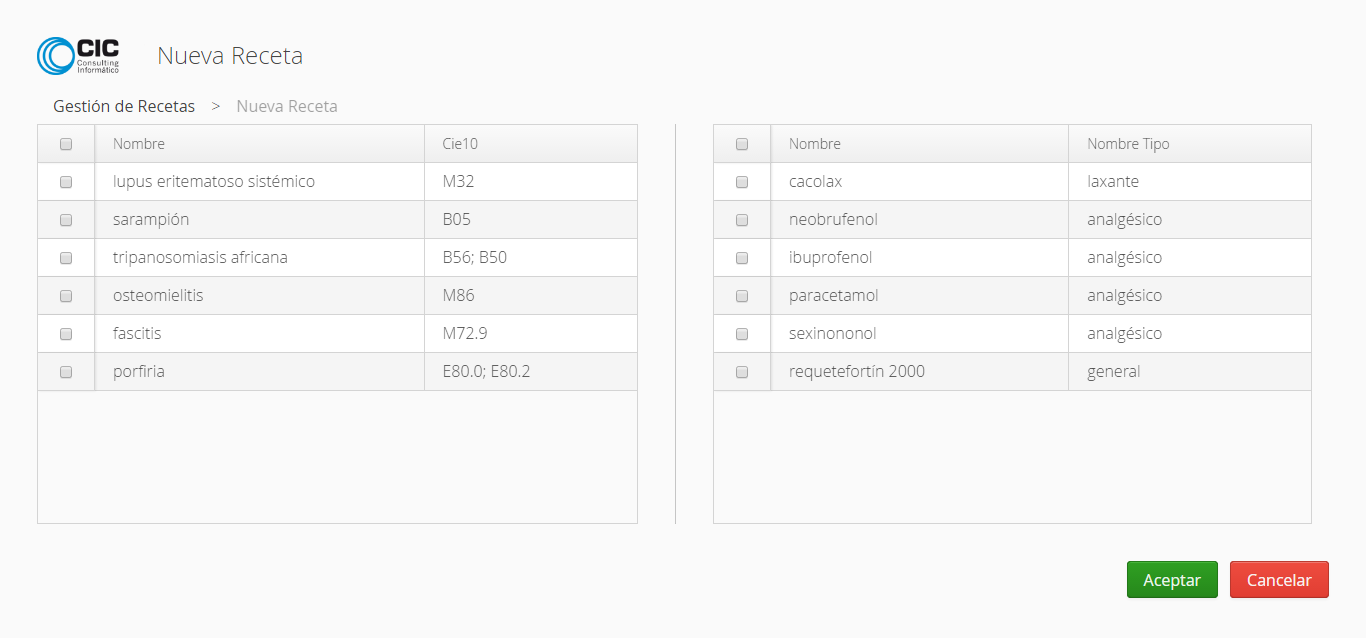 CIC
Consulting
Informático
Nueva Receta
Gestión de Recetas > Nueva Receta
Nombre Cie10
lupus eritematoso sistémico M32
sarampión B05
tripanosomiasis africana B56; B50
osteomielitis M86
fascitis M72.9
porfiria E80.0; E80.2
Nombre Nombre Tipo
cacolax laxante
neobrufenol analgésico
ibuprofenol analgésico
paracetamol analgésico
sexinononol analgésico
requetefortín 2000 general
Aceptar Cancelar